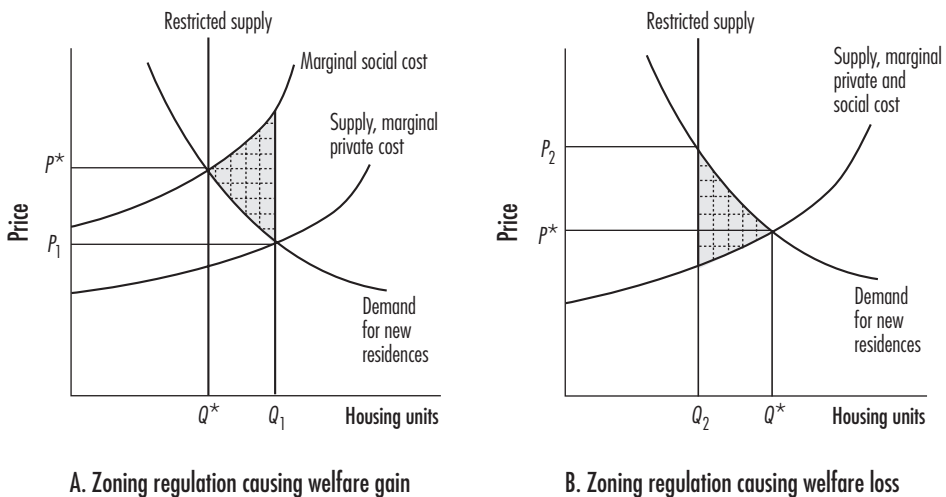 Restricted supply
Marginal social cost
Supply, marginal
private cost
P*
P1
Price
Demand
for new
residences
Q*
Q1
Housing units
A. Zoning regulation causing welfare gain
Restricted supply
Supply, marginal
private and
social cost
P2
P*
Price
Demand
for new
residences
Q2
Q*
Housing units
B. Zoning regulation causing welfare loss